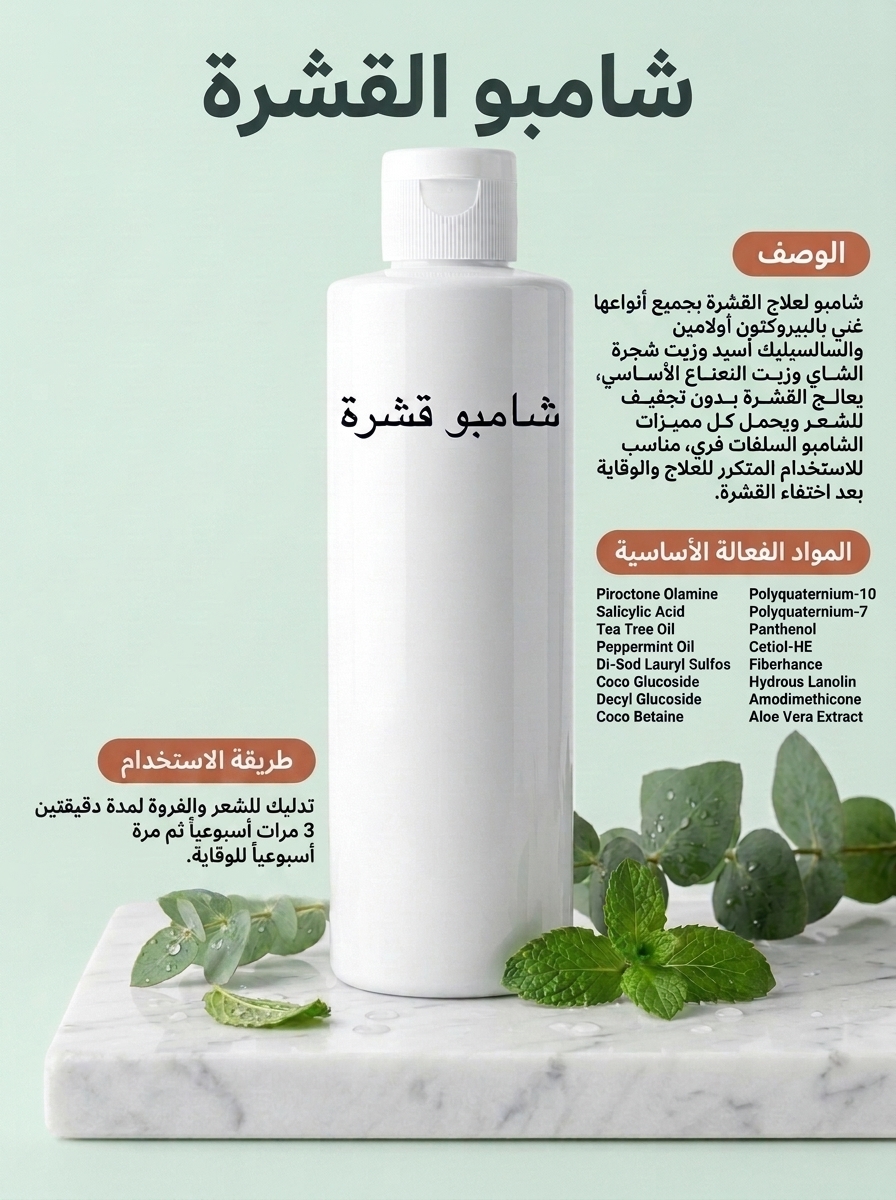 شامبو القشرة
شامبو قشرة
الوصف
شامبو لعلاج القشرة بجميع أنواعها
غني بالبيروكتون أولامين
والسالسيليك أسيد وزيت شجرة
الشاي وزيت النعناع الأساسي،
يعالج القشرة بدون تجفيف
للشعر ويحمل كل مميزات
الشامبو السلفات فري، مناسب
للاستخدام المتكرر للعلاج والوقاية
بعد اختفاء القشرة.
المواد الفعالة الأساسية
Piroctone Olamine
Salicylic Acid
Tea Tree Oil
Peppermint Oil
Di-Sod Lauryl Sulfos
Coco Glucoside
Decyl Glucoside
Coco Betaine
Polyquaternium-10
Polyquaternium-7
Panthenol
Cetiol-HE
Fiberhance
Hydrous Lanolin
Amodimethicone
Aloe Vera Extract
طريقة الاستخدام
تدليك للشعر والفروة لمدة دقيقتين
3 مرات أسبوعياً ثم مرة
أسبوعياً للوقاية.